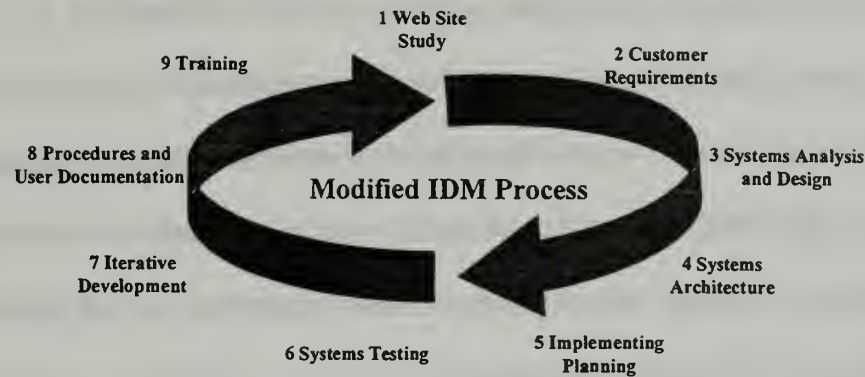 1 Web Site
Study
2 Customer
Requirements
3 Systems Analysis
and Design
4 Systems
Architecture
5 Implementing
Planning
6 Systems Testing
7 Iterative
Development
8 Procedures and
User Documentation
9 Training
Modified IDM Process